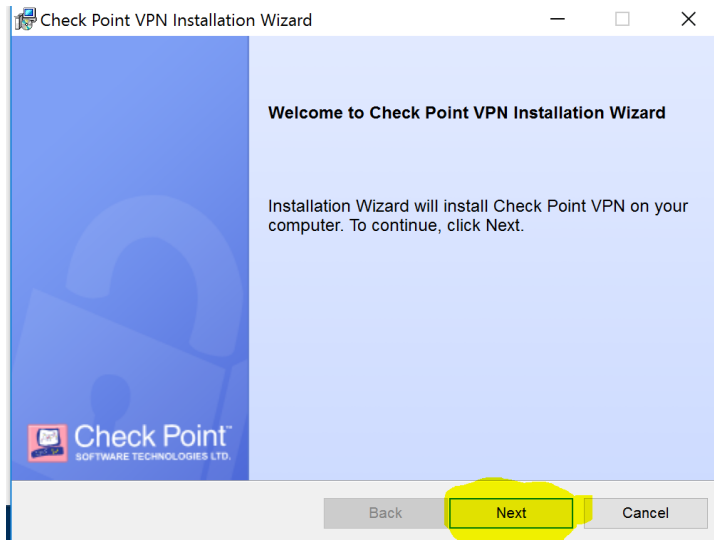 Check Point VPN Installation Wizard
Welcome to Check Point VPN Installation Wizard
Installation Wizard will install Check Point VPN on your
computer. To continue, click Next.
Check Point™
SOFTWARE TECHNOLOGIES LTD.
Back Next Cancel